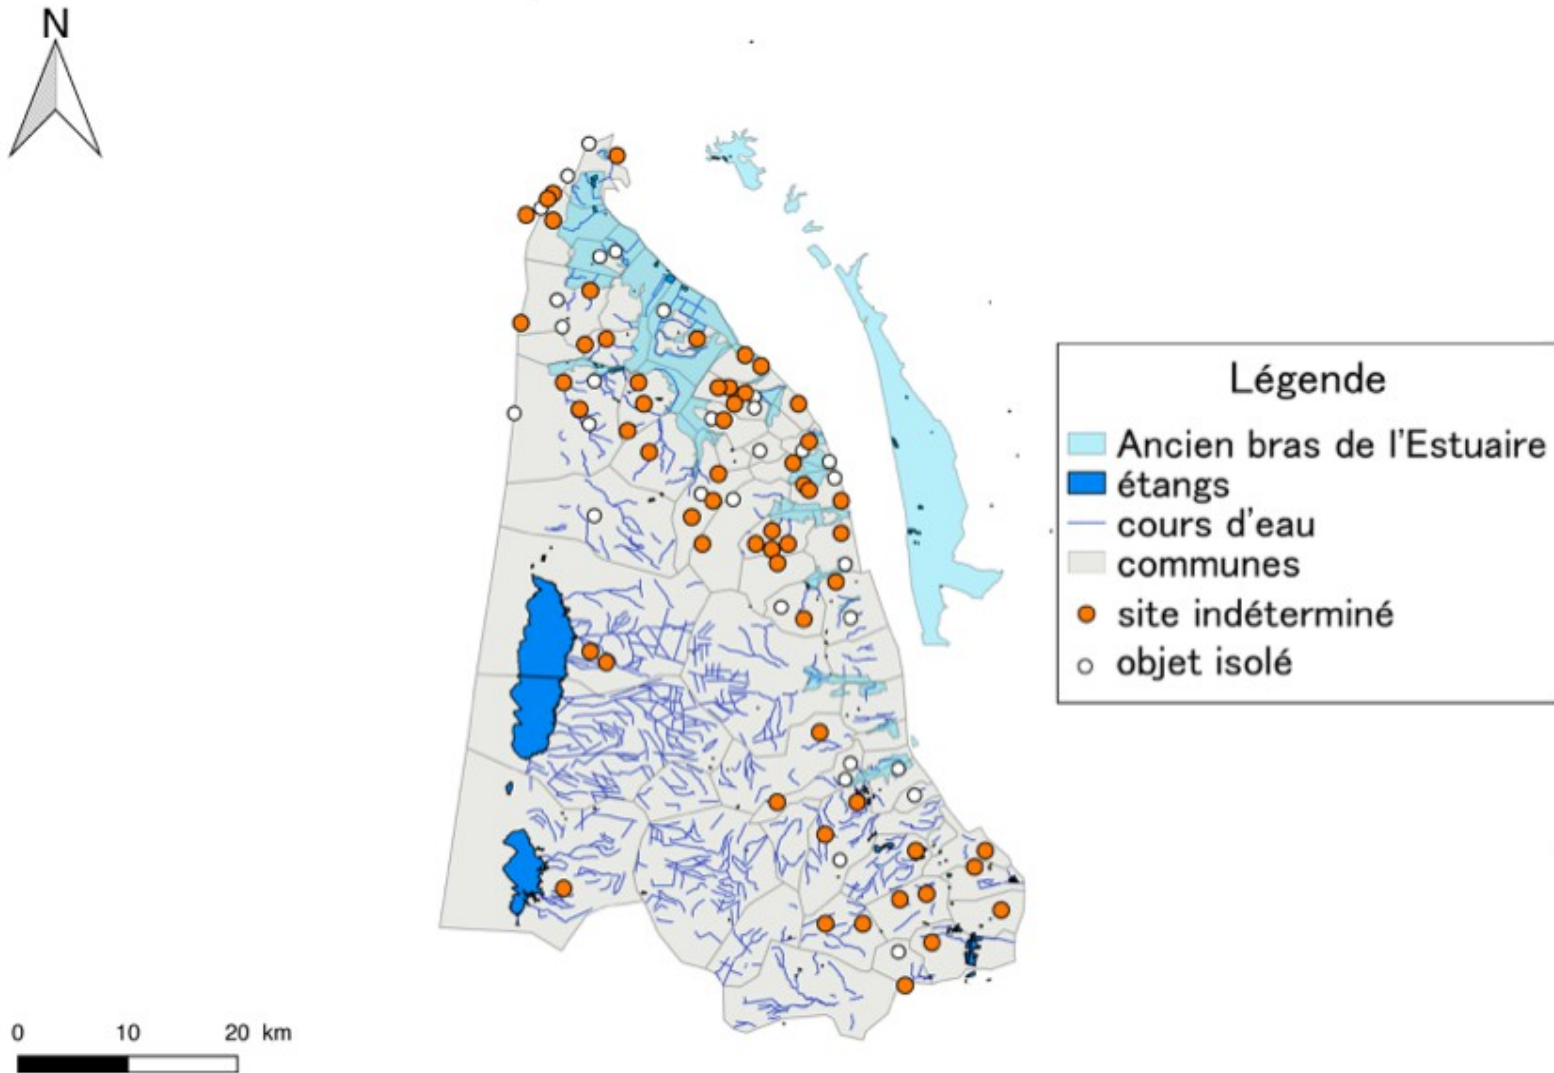 N
Légende
Ancien bras de l'Estuaire
étangs
cours d'eau
communes
site indéterminé
objet isolé
0 10 20 km